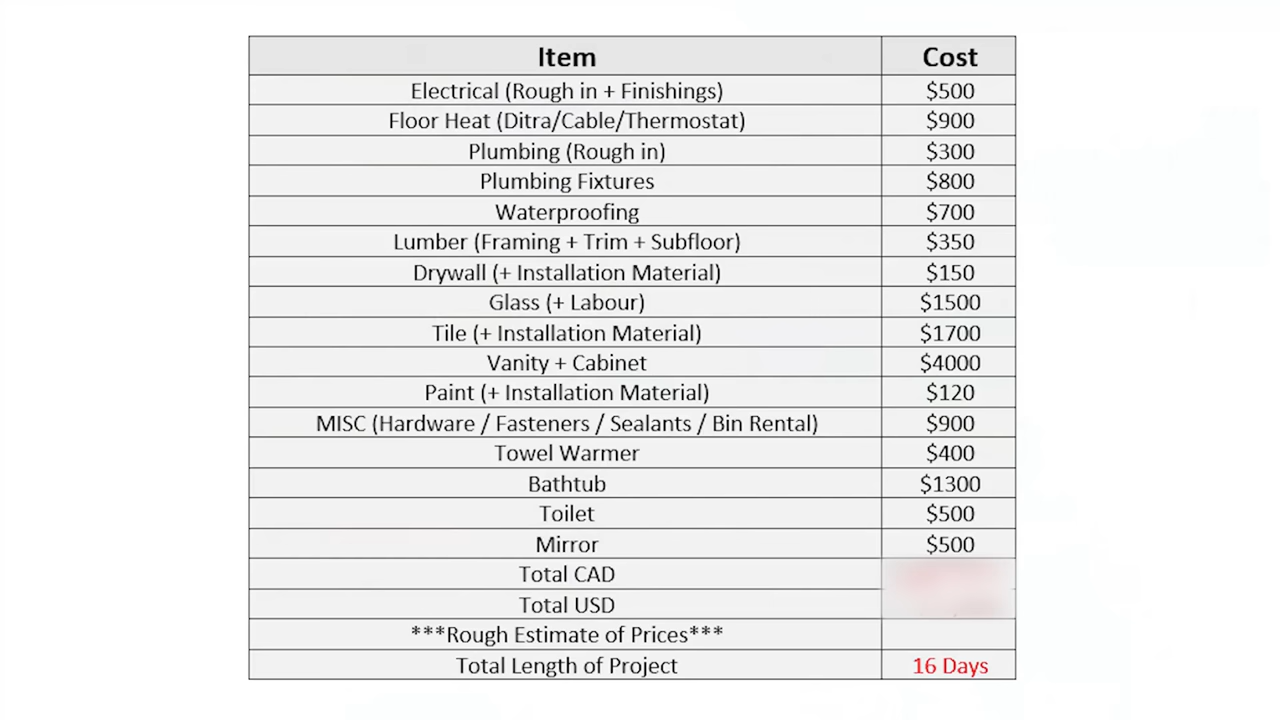 Item Cost
Electrical (Rough in + Finishings) $500
Floor Heat (Ditra/Cable/Thermostat) $900
Plumbing (Rough in) $300
Plumbing Fixtures $800
Waterproofing $700
Lumber (Framing + Trim + Subfloor) $350
Drywall (+ Installation Material) $150
Glass (+ Labour) $1500
Tile (+ Installation Material) $1700
Vanity + Cabinet $4000
Paint (+ Installation Material) $120
MISC (Hardware / Fasteners / Sealants / Bin Rental) $900
Towel Warmer $400
Bathtub $1300
Toilet $500
Mirror $500
Total CAD
Total USD
***Rough Estimate of Prices***
Total Length of Project 16 Days